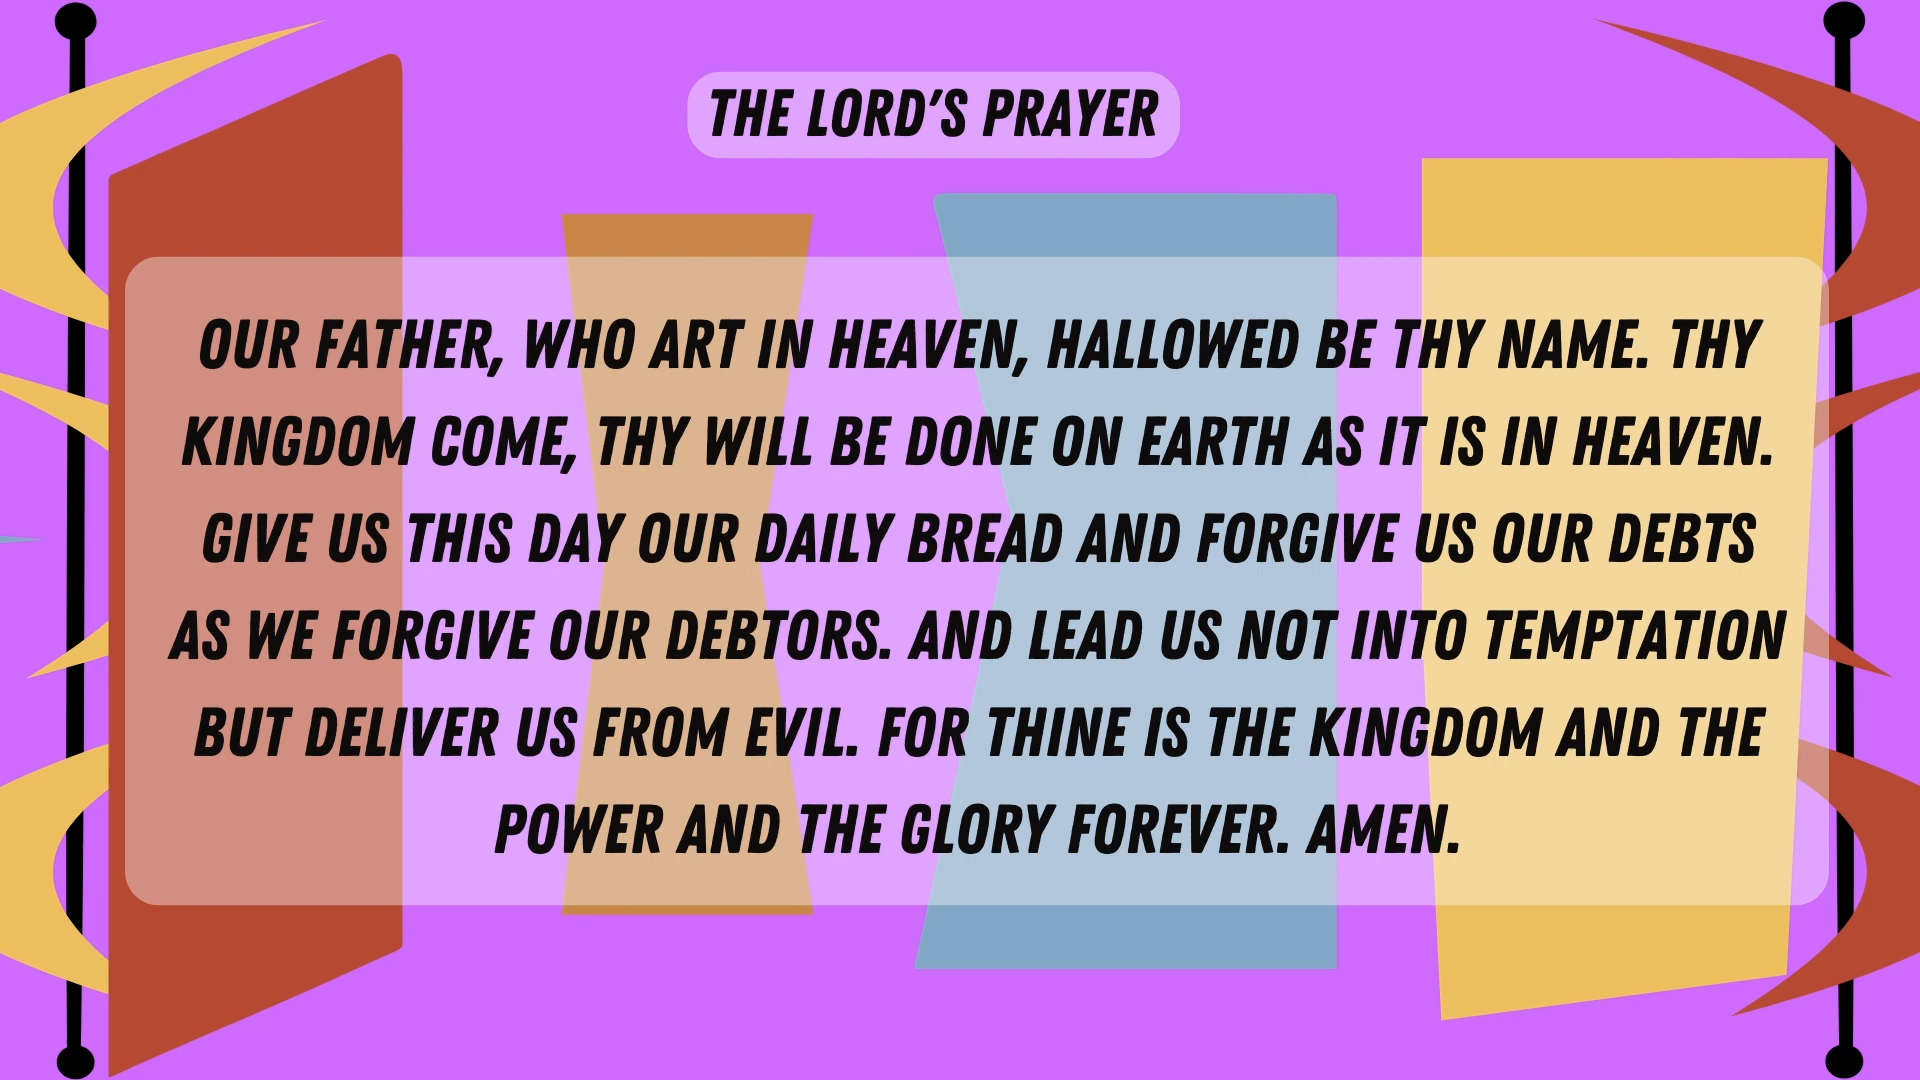 THE LORD'S PRAYER
OUR FATHER, WHO ART IN HEAVEN, HALLOWED BE THY NAME. THY
KINGDOM COME, THY WILL BE DONE ON EARTH AS IT IS IN HEAVEN.
GIVE US THIS DAY OUR DAILY BREAD AND FORGIVE US OUR DEBTS
AS WE FORGIVE OUR DEBTORS. AND LEAD US NOT INTO TEMPTATION
BUT DELIVER US FROM EVIL. FOR THINE IS THE KINGDOM AND THE
POWER AND THE GLORY FOREVER. AMEN.